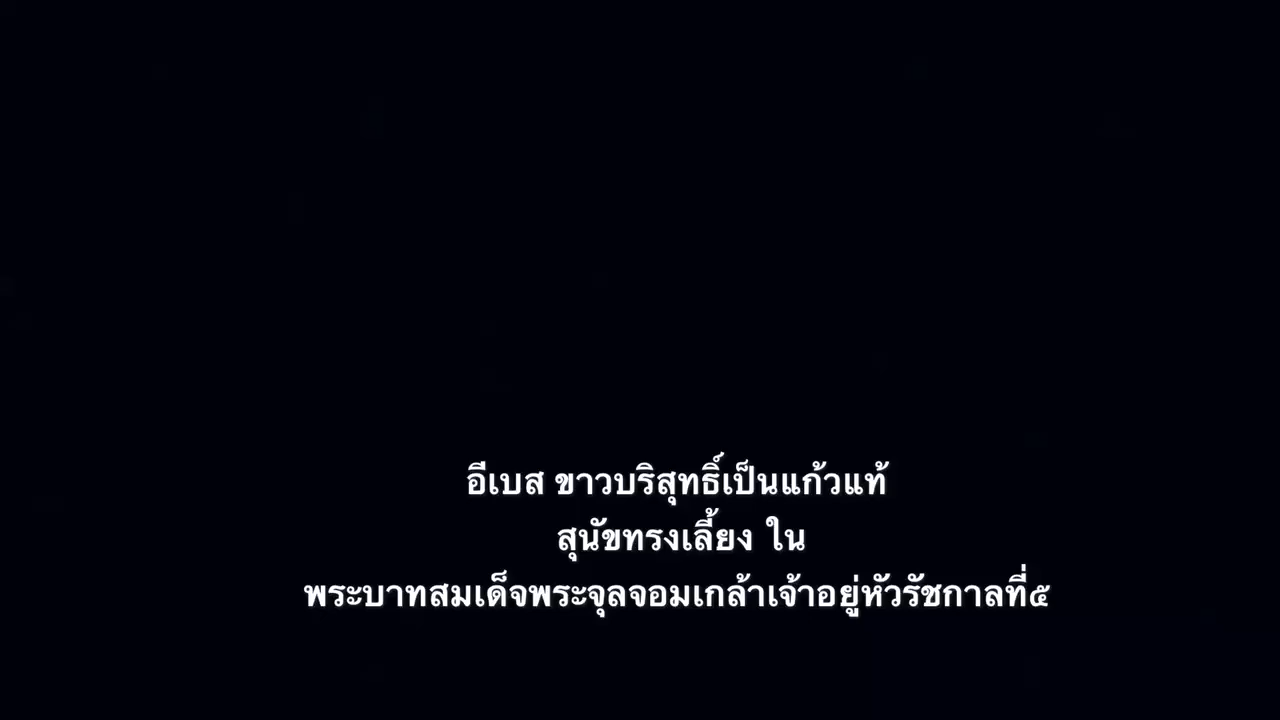 อีเบส ขาวบริสุทธิ์เป็นแก้วแท้
สุนัขทรงเลี้ยง ใน
พระบาทสมเด็จพระจุลจอมเกล้าเจ้าอยู่หัวรัชกาลที่๕